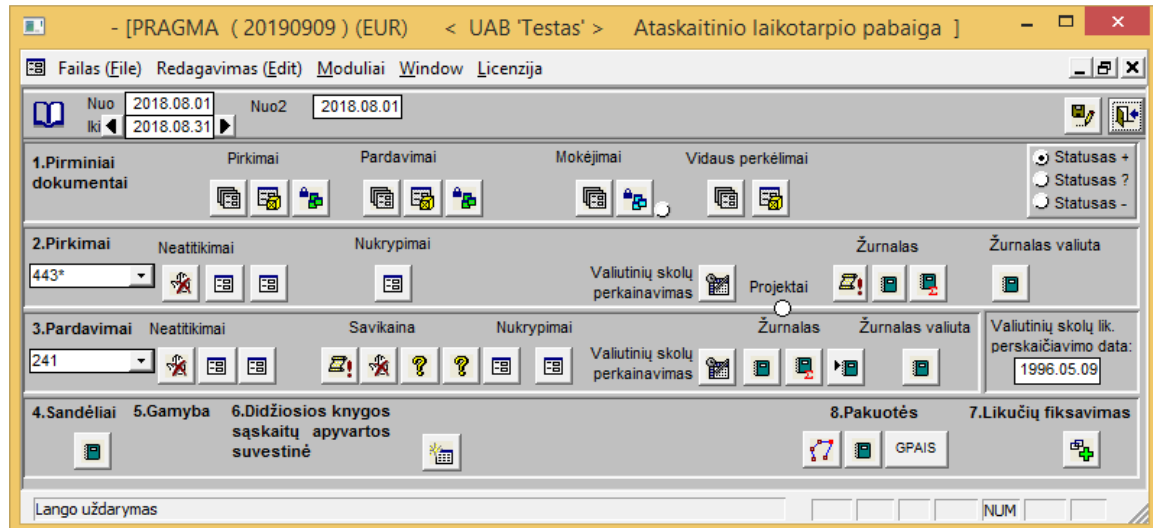 - [PRAGMA ( 20190909 ) (EUR) < UAB 'Testas' > Ataskaitinio laikotarpio pabaiga ]
Failas (File) Redagavimas (Edit) Moduliai Window Licenzija
Nuo 2018.08.01 Nuo2 2018.08.01
Iki 2018.08.31
1.Pirminiai dokumentai
Pirkimai Pardavimai Mokėjimai Vidaus perkėlimai
Statusas +
Statusas ?
Statusas -
2.Pirkimai Neatitikimai Nukrypimai Žurnalas Žurnalas valiuta
443*
Valiutinių skolų
perkainavimas
Projektai
3.Pardavimai Neatitikimai Savikaina Nukrypimai Žurnalas Žurnalas valiuta
241
Valiutinių skolų
perkainavimas
Valiutinių skolų lik.
perskaičiavimo data:
1996.05.09
4.Sandėliai 5.Gamyba 6.Didžiosios knygos
sąskaitų apyvartos
suvestinė
8.Pakuotės 7.Likučių fiksavimas
GPAIS
Lango uždarymas NUM